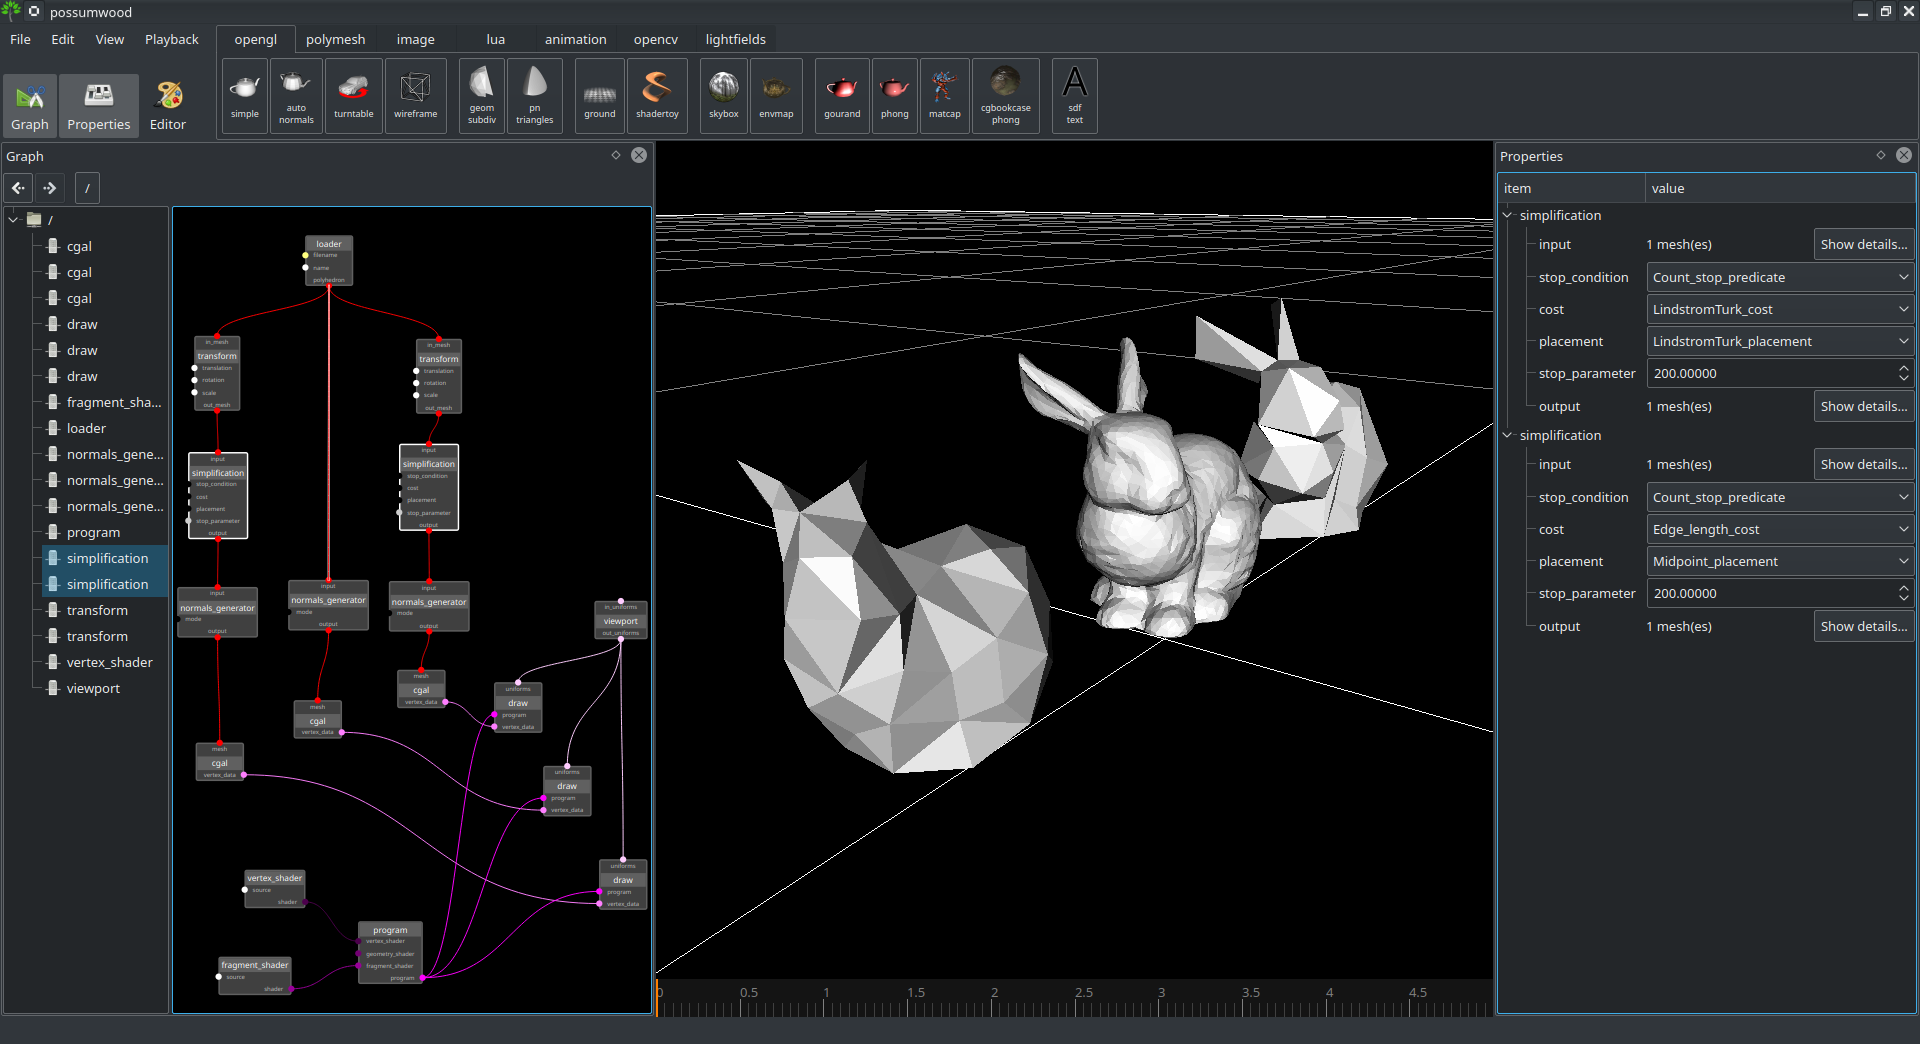 possumwood
File Edit View Playback
opengl polymesh image lua animation opencv lightfields
Graph Properties Editor
simple
auto normals
turntable
wireframe
geom subdiv
pn triangles
ground
shadertoy
skybox
envmap
gourand
phong
matcap
cgbookcase phong
A
sdf text
Graph
/
/
cgal
cgal
cgal
draw
draw
draw
fragment_sha...
loader
normals_gene...
normals_gene...
normals_gene...
program
simplification
simplification
transform
transform
vertex_shader
viewport
loader
filename
name
polyhedron
in_mesh
transform
translation
rotation
scale
out_mesh
in_mesh
transform
translation
rotation
scale
out_mesh
input
simplification
stop_condition
cost
placement
stop_parameter
output
input
simplification
stop_condition
cost
placement
stop_parameter
output
input
normals_generator
mode
output
input
normals_generator
mode
output
input
normals_generator
mode
output
in_uniforms
viewport
out_uniforms
mesh
cgal
vertex_data
uniforms
draw
program
vertex_data
mesh
cgal
vertex_data
mesh
cgal
vertex_data
uniforms
draw
program
vertex_data
uniforms
draw
program
vertex_data
vertex_shader
source
shader
program
vertex_shader
geometry_shader
fragment_shader
program
fragment_shader
source
shader
0 0.5 1 1.5 2 2.5 3 3.5 4 4.5
Properties
item value
simplification
input 1 mesh(es) Show details...
stop_condition Count_stop_predicate
cost LindstromTurk_cost
placement LindstromTurk_placement
stop_parameter 200.00000
output 1 mesh(es) Show details...
simplification
input 1 mesh(es) Show details...
stop_condition Count_stop_predicate
cost Edge_length_cost
placement Midpoint_placement
stop_parameter 200.00000
output 1 mesh(es) Show details...